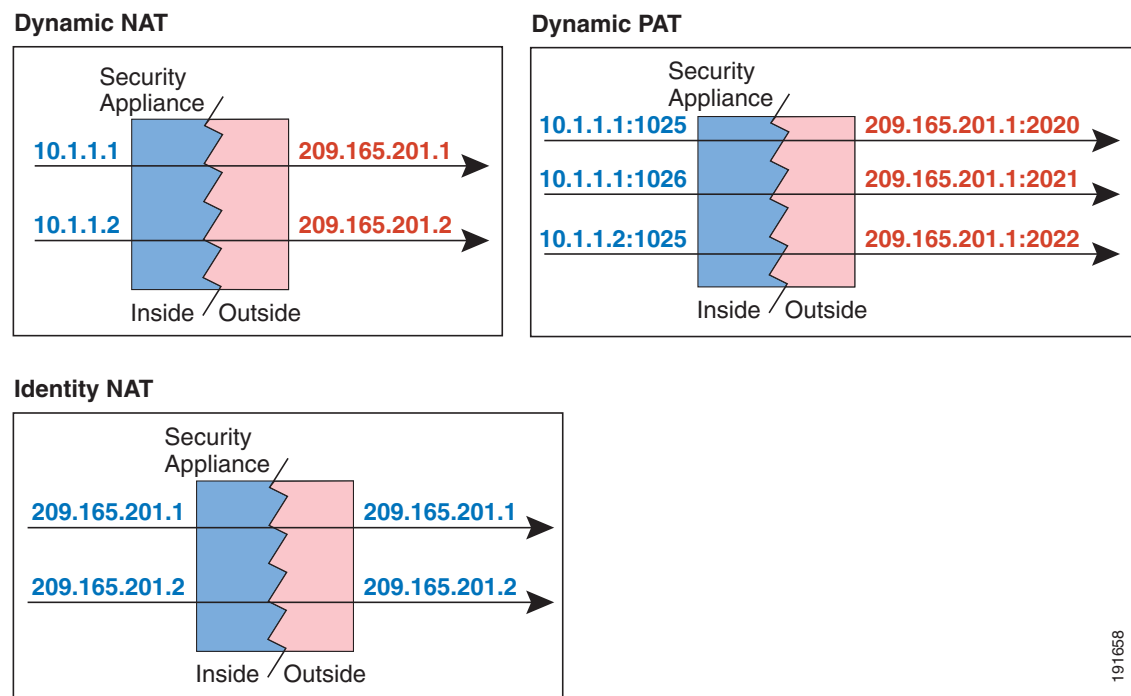 Dynamic NAT
Security
Appliance
10.1.1.1
209.165.201.1
10.1.1.2
209.165.201.2
Inside
Outside
Dynamic PAT
Security
Appliance
10.1.1.1:1025
209.165.201.1:2020
10.1.1.1:1026
209.165.201.1:2021
10.1.1.2:1025
209.165.201.1:2022
Inside
Outside
Identity NAT
Security
Appliance
209.165.201.1
209.165.201.1
209.165.201.2
209.165.201.2
Inside
Outside
191658